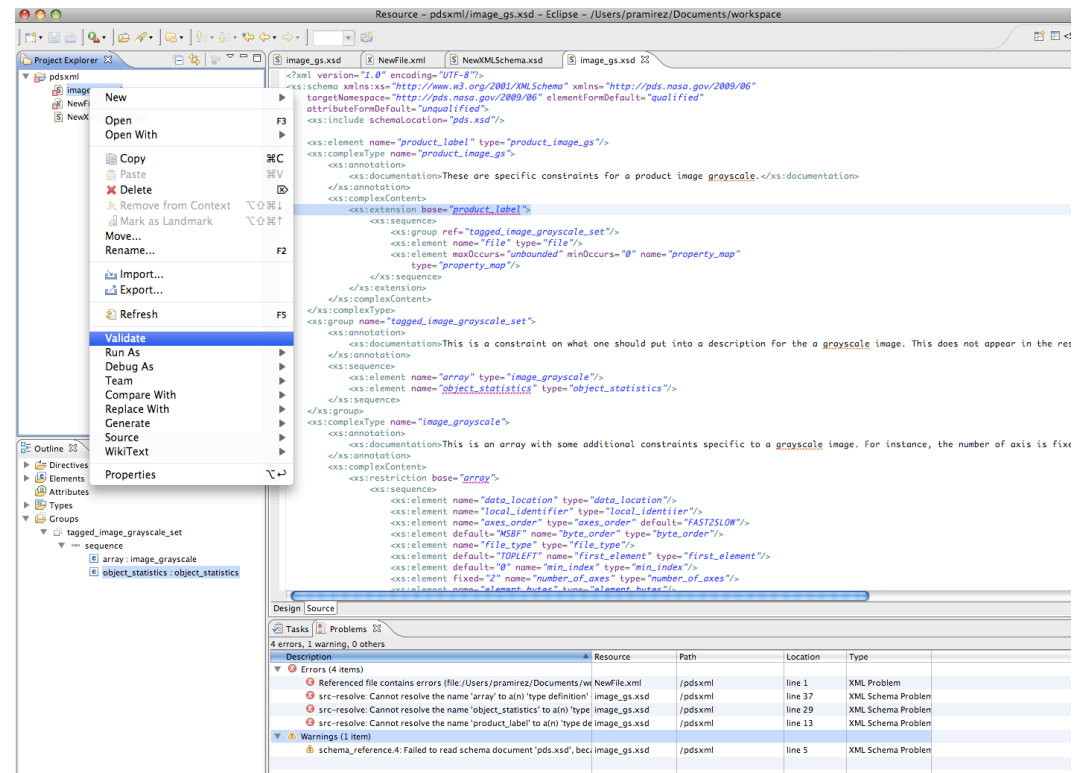 Resource – pdsxml/image_gs.xsd – Eclipse – /Users/pramirez/Documents/workspace
Project Explorer
pdsxml
image
NewFi
NewX
New
Open F3
Open With
Copy ⌘C
Paste ⌘V
Delete ⌦
Remove from Context ⌥⇧⌘↓
Mark as Landmark ⌥⇧⌘↑
Move...
Rename... F2
Import...
Export...
Refresh F5
Validate
Run As
Debug As
Team
Compare With
Replace With
Generate
Source
WikiText
Properties ⌥↩
Outline
Directives
Elements
Attributes
Types
Groups
tagged_image_grayscale_set
sequence
array : image_grayscale
object_statistics : object_statistics
image_gs.xsd NewFile.xml NewXMLSchema.xsd image_gs.xsd
<?xml version="1.0" encoding="UTF-8"?>
<xs:schema xmlns:xs="http://www.w3.org/2001/XMLSchema" xmlns="http://pds.nasa.gov/2009/06"
targetNamespace="http://pds.nasa.gov/2009/06" elementFormDefault="qualified"
attributeFormDefault="unqualified">
<xs:include schemaLocation="pds.xsd"/>
<xs:element name="product_label" type="product_image_gs"/>
<xs:complexType name="product_image_gs">
<xs:annotation>
<xs:documentation>These are specific constraints for a product image grayscale.</xs:documentation>
</xs:annotation>
<xs:complexContent>
<xs:extension base="product_label">
<xs:sequence>
<xs:group ref="tagged_image_grayscale_set"/>
<xs:element name="file" type="file"/>
<xs:element maxOccurs="unbounded" minOccurs="0" name="property_map"
type="property_map"/>
</xs:sequence>
</xs:extension>
</xs:complexContent>
</xs:complexType>
<xs:group name="tagged_image_grayscale_set">
<xs:annotation>
<xs:documentation>This is a constraint on what one should put into a description for the a grayscale image. This does not appear in the res
</xs:annotation>
<xs:sequence>
<xs:element name="array" type="image_grayscale"/>
<xs:element name="object_statistics" type="object_statistics"/>
</xs:sequence>
</xs:group>
<xs:complexType name="image_grayscale">
<xs:annotation>
<xs:documentation>This is an array with some additional constraints specific to a grayscale image. For instance, the number of axis is fixe
</xs:annotation>
<xs:complexContent>
<xs:restriction base="array">
<xs:sequence>
<xs:element name="data_location" type="data_location"/>
<xs:element name="local_identifier" type="local_identiier"/>
<xs:element name="axes_order" type="axes_order" default="FAST2SLOW"/>
<xs:element default="MSBF" name="byte_order" type="byte_order"/>
<xs:element name="file_type" type="file_type"/>
<xs:element default="TOPLEFT" name="first_element" type="first_element"/>
<xs:element default="0" name="min_index" type="min_index"/>
<xs:element fixed="2" name="number_of_axes" type="number_of_axes"/>
<xs:element name="element_bytes" type="element_bytes"/>
Design Source
Tasks Problems
4 errors, 1 warning, 0 others
Description Resource Path Location Type
Errors (4 items)
Referenced file contains errors (file:/Users/pramirez/Documents/w NewFile.xml /pdsxml line 1 XML Problem
src-resolve: Cannot resolve the name 'array' to a(n) 'type definition' image_gs.xsd /pdsxml line 37 XML Schema Problem
src-resolve: Cannot resolve the name 'object_statistics' to a(n) 'type image_gs.xsd /pdsxml line 29 XML Schema Problem
src-resolve: Cannot resolve the name 'product_label' to a(n) 'type de image_gs.xsd /pdsxml line 13 XML Schema Problem
Warnings (1 item)
schema_reference.4: Failed to read schema document 'pds.xsd', beca image_gs.xsd /pdsxml line 5 XML Schema Problem